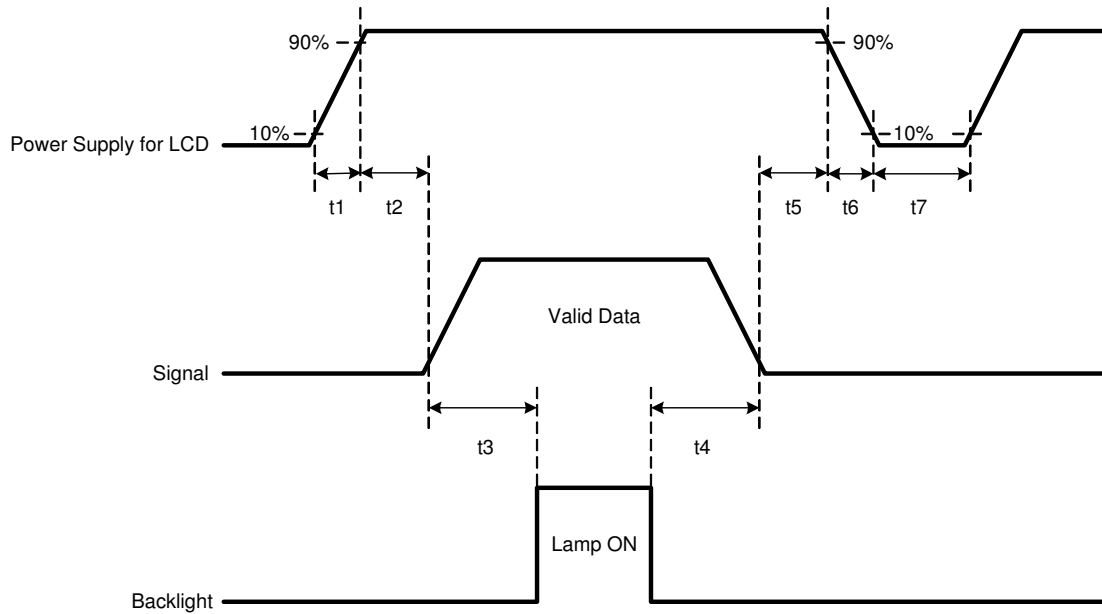 90%
90%
10%
10%
Power Supply for LCD
t1
t2
t5
t6
t7
Valid Data
Signal
t3
t4
Lamp ON
Backlight